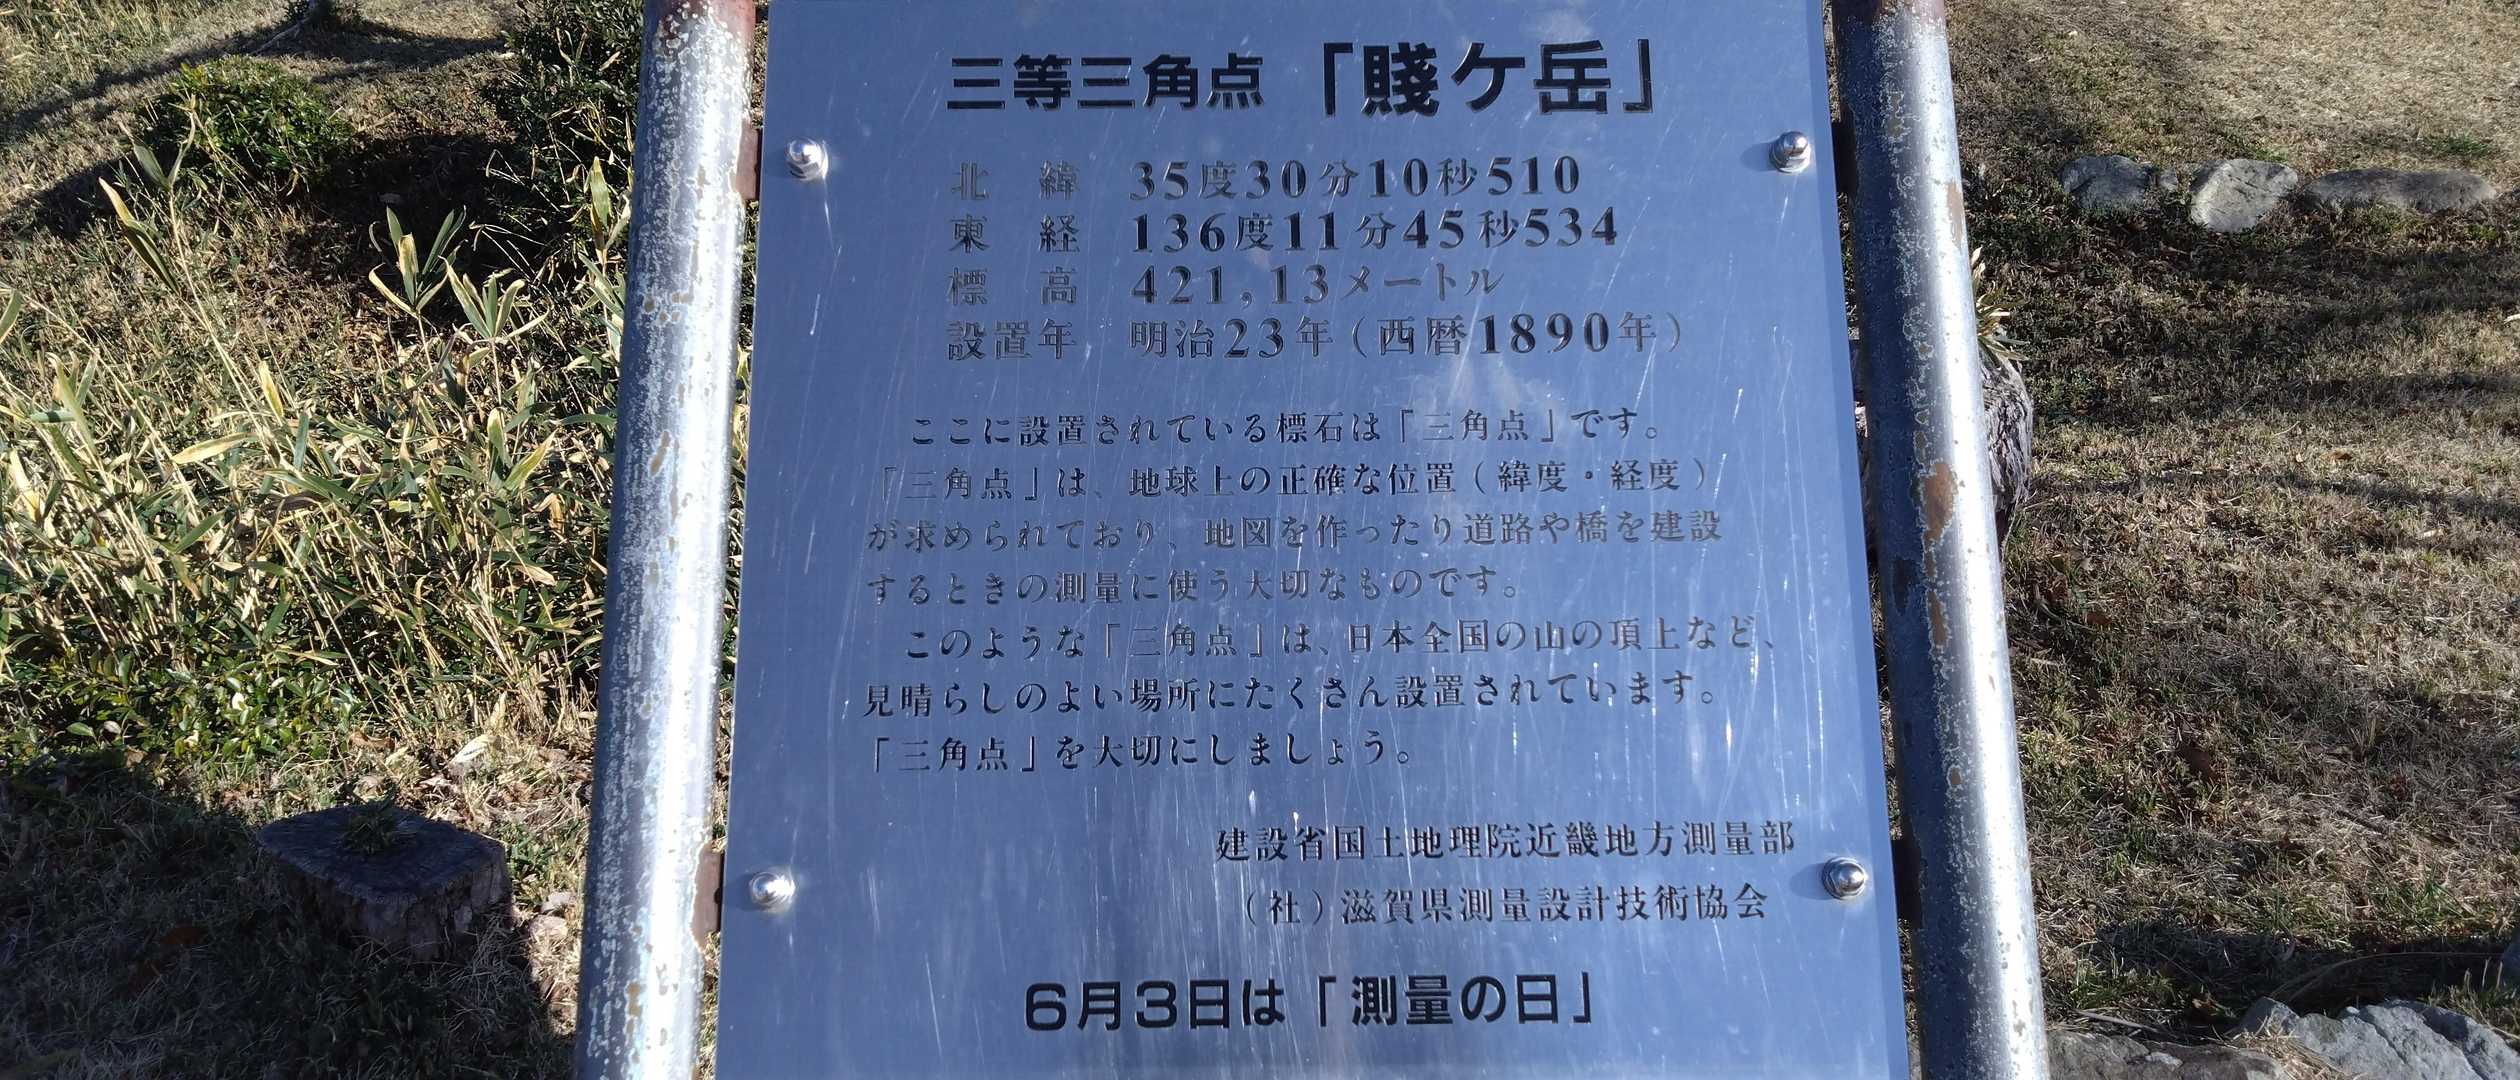 三等三角点「賤ケ岳」
北　緯　35度30分10秒510
東　経　136度11分45秒534
標　高　421,13メートル
設置年　明治23年（西暦1890年）
ここに設置されている標石は「三角点」です。
「三角点」は、地球上の正確な位置（緯度・経度）
が求められており、地図を作ったり道路や橋を建設
するときの測量に使う大切なものです。
このような「三角点」は、日本全国の山の頂上など、
見晴らしのよい場所にたくさん設置されています。
「三角点」を大切にしましょう。
建設省国土地理院近畿地方測量部
（社）滋賀県測量設計技術協会
6月3日は「測量の日」